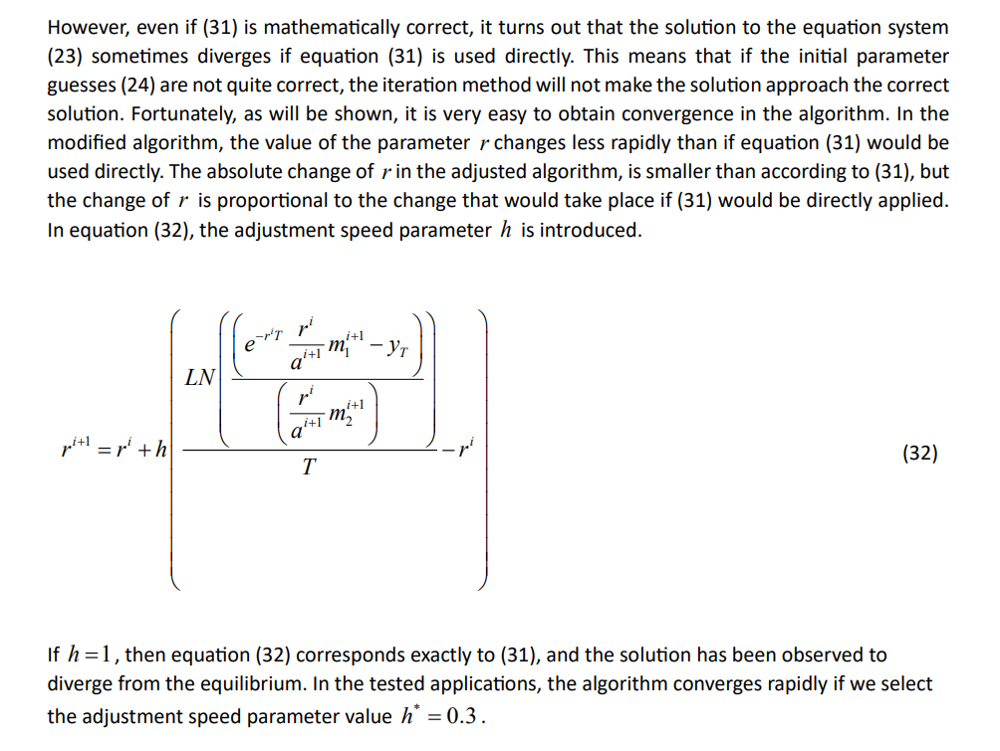 However, even if (31) is mathematically correct, it turns out that the solution to the equation system
(23) sometimes diverges if equation (31) is used directly. This means that if the initial parameter
guesses (24) are not quite correct, the iteration method will not make the solution approach the correct
solution. Fortunately, as will be shown, it is very easy to obtain convergence in the algorithm. In the
modified algorithm, the value of the parameter r changes less rapidly than if equation (31) would be
used directly. The absolute change of r in the adjusted algorithm, is smaller than according to (31), but
the change of r is proportional to the change that would take place if (31) would be directly applied.
In equation (32), the adjustment speed parameter h is introduced.
r^{i+1} = r^i + h \left( \frac{LN\left( \frac{\left( e^{-r^i T} \frac{r^i}{a^{i+1}} m_1^{i+1} - y_T \right)}{\left( \frac{r^i}{a^{i+1}} m_2^{i+1} \right)} \right)}{T} - r^i \right) (32)
If h = 1, then equation (32) corresponds exactly to (31), and the solution has been observed to
diverge from the equilibrium. In the tested applications, the algorithm converges rapidly if we select
the adjustment speed parameter value h^* = 0.3.